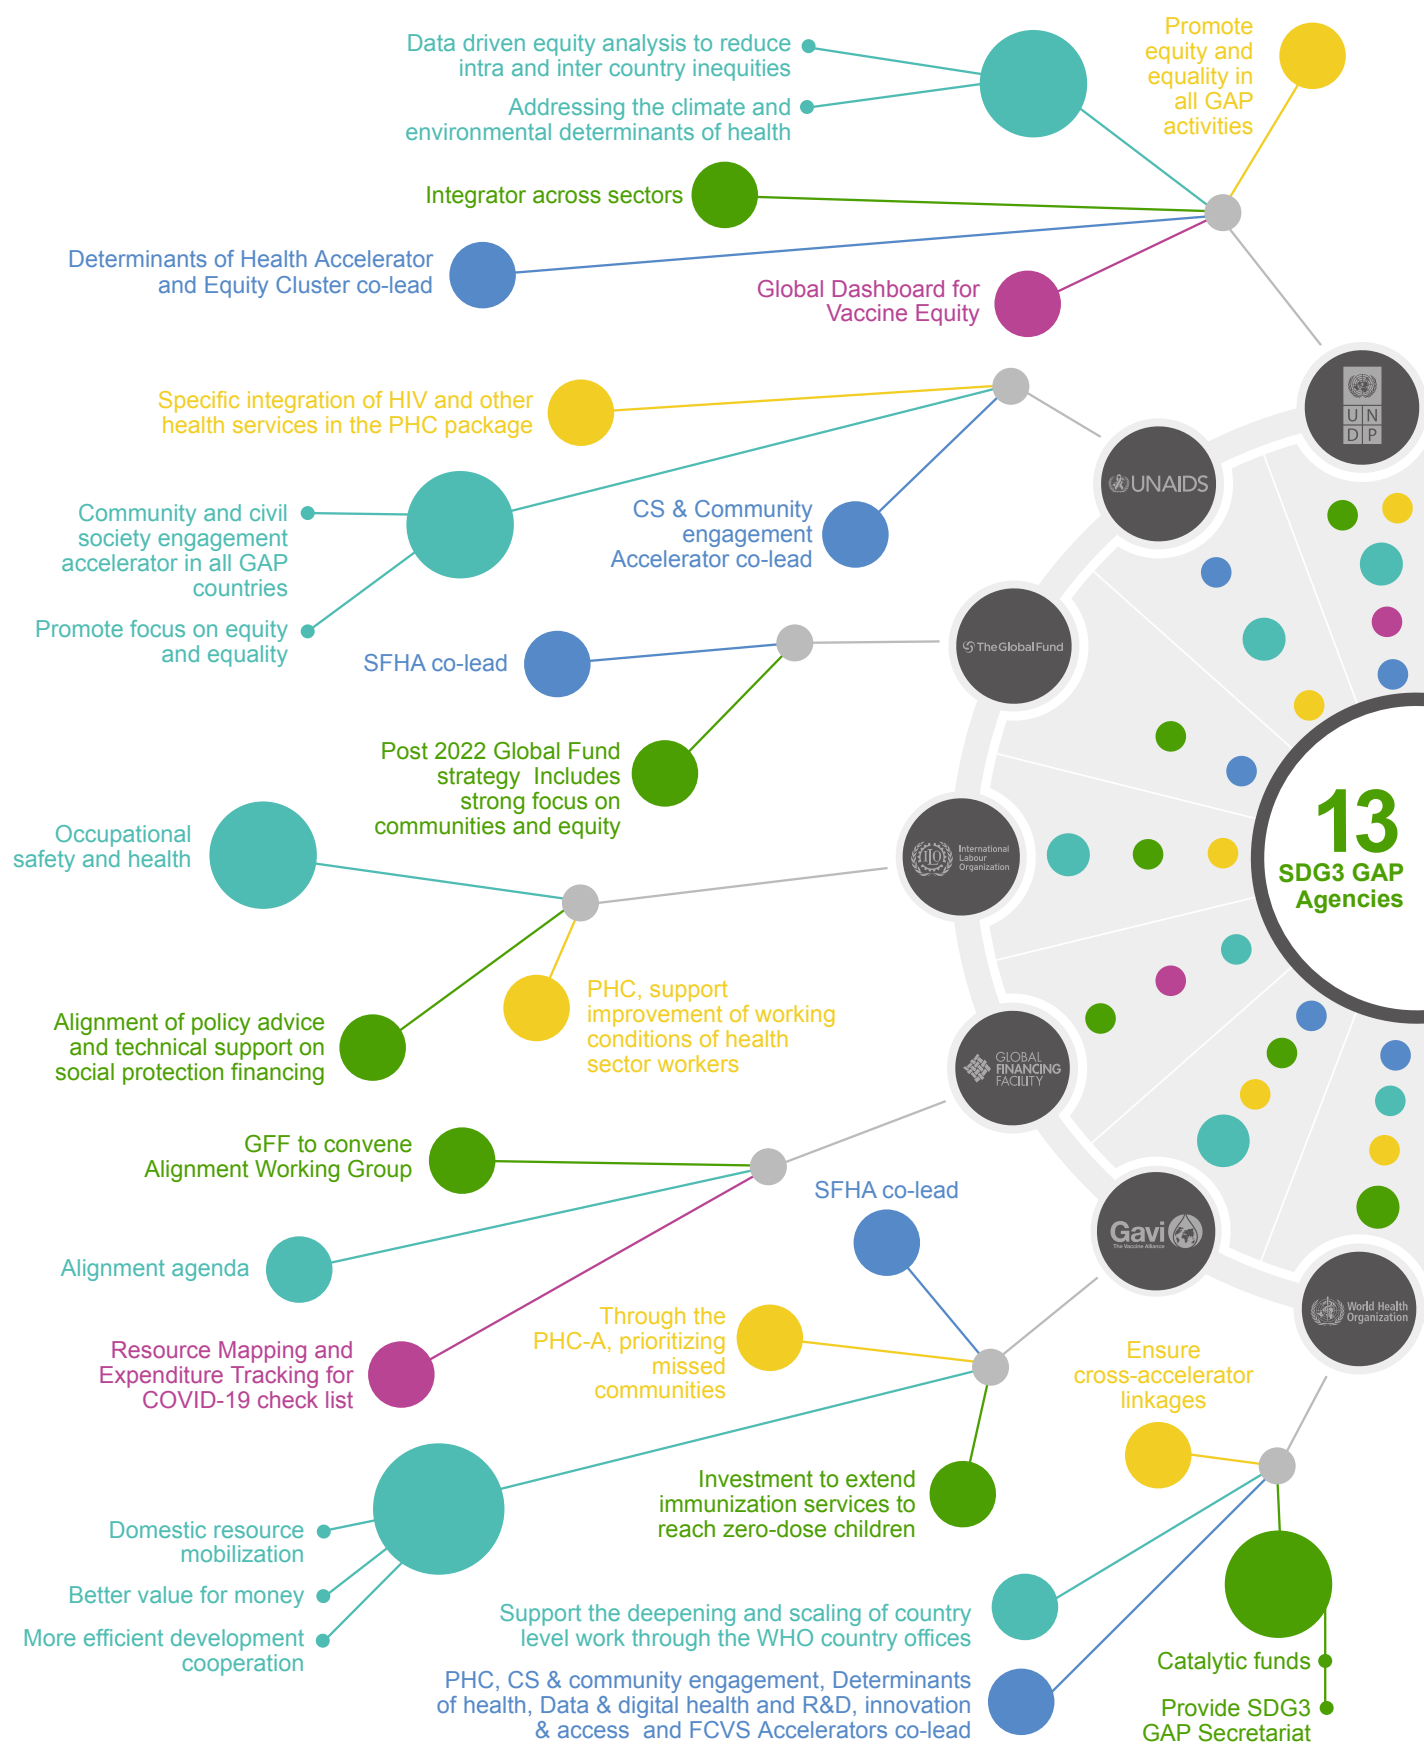 Data driven equity analysis to reduce
intra and inter country inequities
Addressing the climate and
environmental determinants of health
Promote
equity and
equality in
all GAP
activities
Integrator across sectors
Determinants of Health Accelerator
and Equity Cluster co-lead
Global Dashboard for
Vaccine Equity
UN
DP
Specific integration of HIV and other
health services in the PHC package
UNAIDS
Community and civil
society engagement
accelerator in all GAP
countries
Promote focus on equity
and equality
CS & Community
engagement
Accelerator co-lead
SFHA co-lead
The Global Fund
Post 2022 Global Fund
strategy  Includes
strong focus on
communities and equity
13
SDG3 GAP
Agencies
Occupational
safety and health
International
Labour
Organization
Alignment of policy advice
and technical support on
social protection financing
PHC, support
improvement of working
conditions of health
sector workers
GLOBAL
FINANCING
FACILITY
GFF to convene
Alignment Working Group
Alignment agenda
Resource Mapping and
Expenditure Tracking for
COVID-19 check list
SFHA co-lead
Gavi
The Vaccine Alliance
Through the
PHC-A, prioritizing
missed
communities
World Health
Organization
Ensure
cross-accelerator
linkages
Investment to extend
immunization services to
reach zero-dose children
Domestic resource
mobilization
Better value for money
More efficient development
cooperation
Support the deepening and scaling of country
level work through the WHO country offices
PHC, CS & community engagement, Determinants
of health, Data & digital health and R&D, innovation
& access  and FCVS Accelerators co-lead
Catalytic funds
Provide SDG3
GAP Secretariat